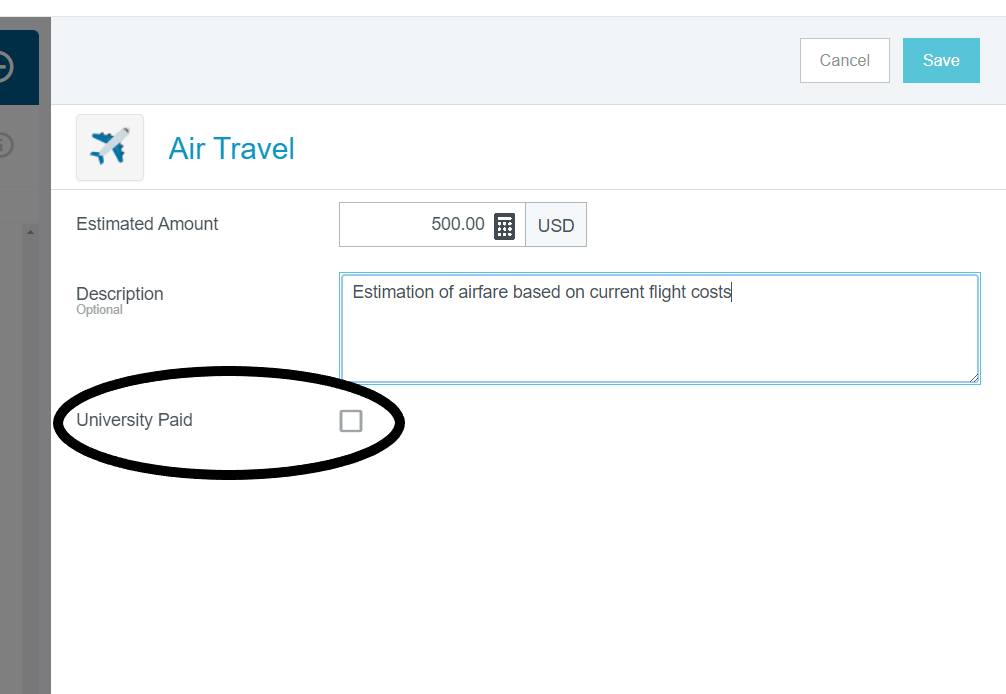 Cancel Save
Air Travel
Estimated Amount 500.00 USD
Description Estimation of airfare based on current flight costs
Optional
University Paid